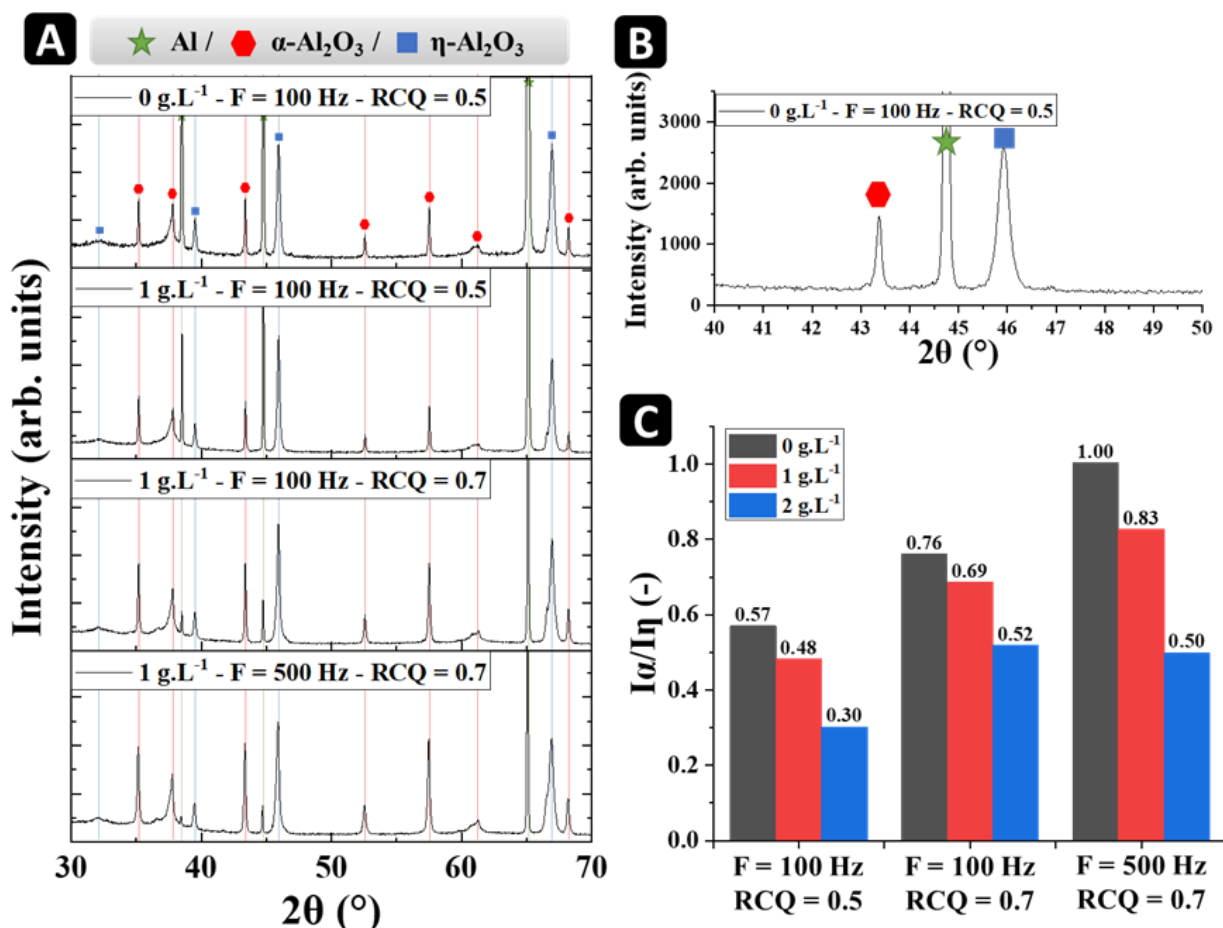 A
Al / α-Al₂O₃ / η-Al₂O₃
0 g.L⁻¹ - F = 100 Hz - RCQ = 0.5
1 g.L⁻¹ - F = 100 Hz - RCQ = 0.5
1 g.L⁻¹ - F = 100 Hz - RCQ = 0.7
1 g.L⁻¹ - F = 500 Hz - RCQ = 0.7
Intensity (arb. units)
30 40 50 60 70
2θ (°)
B
0 g.L⁻¹ - F = 100 Hz - RCQ = 0.5
Intensity (arb. units)
3000
2000
1000
0
40 41 42 43 44 45 46 47 48 49 50
2θ (°)
C
0 g.L⁻¹
1 g.L⁻¹
2 g.L⁻¹
Iα/Iη (-)
1.0
0.8
0.6
0.4
0.2
0.0
0.57 0.48 0.30
0.76 0.69 0.52
1.00 0.83 0.50
F = 100 Hz F = 100 Hz F = 500 Hz
RCQ = 0.5 RCQ = 0.7 RCQ = 0.7